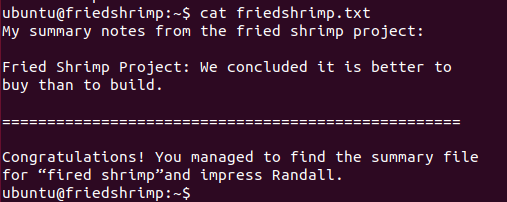 ubuntu@friedshrimp:~$ cat friedshrimp.txt
My summary notes from the fried shrimp project:
Fried Shrimp Project: We concluded it is better to
buy than to build.
===================================================
Congratulations! You managed to find the summary file
for “fired shrimp”and impress Randall.
ubuntu@friedshrimp:~$